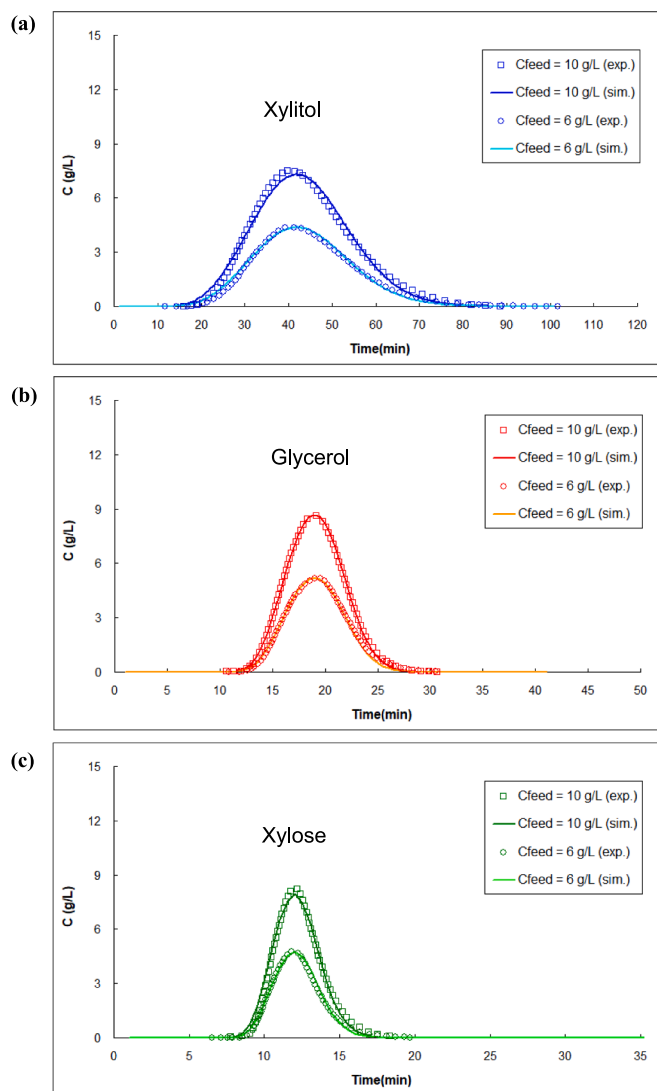 (a)
15
12
9
6
3
0
C (g/L)
Xylitol
Cfeed = 10 g/L (exp.)
Cfeed = 10 g/L (sim.)
Cfeed = 6 g/L (exp.)
Cfeed = 6 g/L (sim.)
0 10 20 30 40 50 60 70 80 90 100 110 120
Time(min)
(b)
15
12
9
6
3
0
C (g/L)
Glycerol
Cfeed = 10 g/L (exp.)
Cfeed = 10 g/L (sim.)
Cfeed = 6 g/L (exp.)
Cfeed = 6 g/L (sim.)
0 5 10 15 20 25 30 35 40 45 50
Time(min)
(c)
15
12
9
6
3
0
C (g/L)
Xylose
Cfeed = 10 g/L (exp.)
Cfeed = 10 g/L (sim.)
Cfeed = 6 g/L (exp.)
Cfeed = 6 g/L (sim.)
0 5 10 15 20 25 30 35
Time(min)